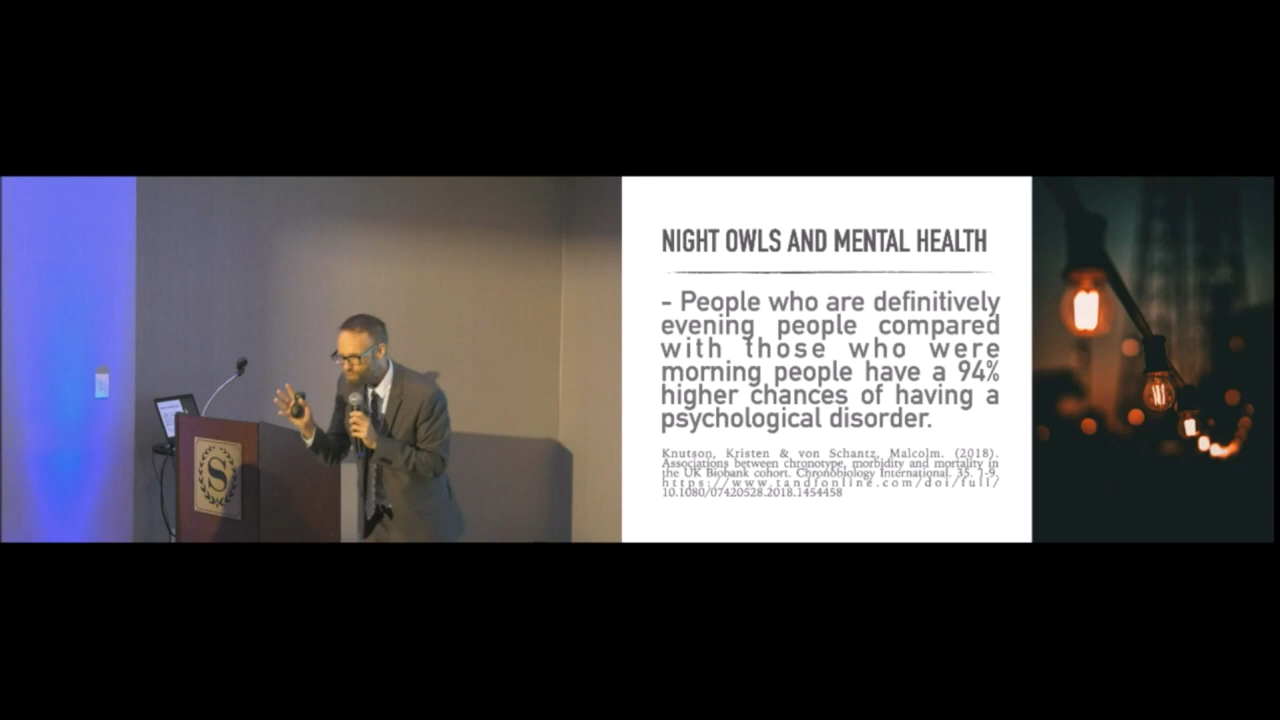 S
NIGHT OWLS AND MENTAL HEALTH
- People who are definitively
evening people compared
with those who were
morning people have a 94%
higher chances of having a
psychological disorder.
Knutson, Kristen & von Schantz, Malcolm. (2018).
Associations between chronotype, morbidity and mortality in
the UK Biobank cohort. Chronobiology International. 35. 1-9.
https://www.tandfonline.com/doi/full/
10.1080/07420528.2018.1454458